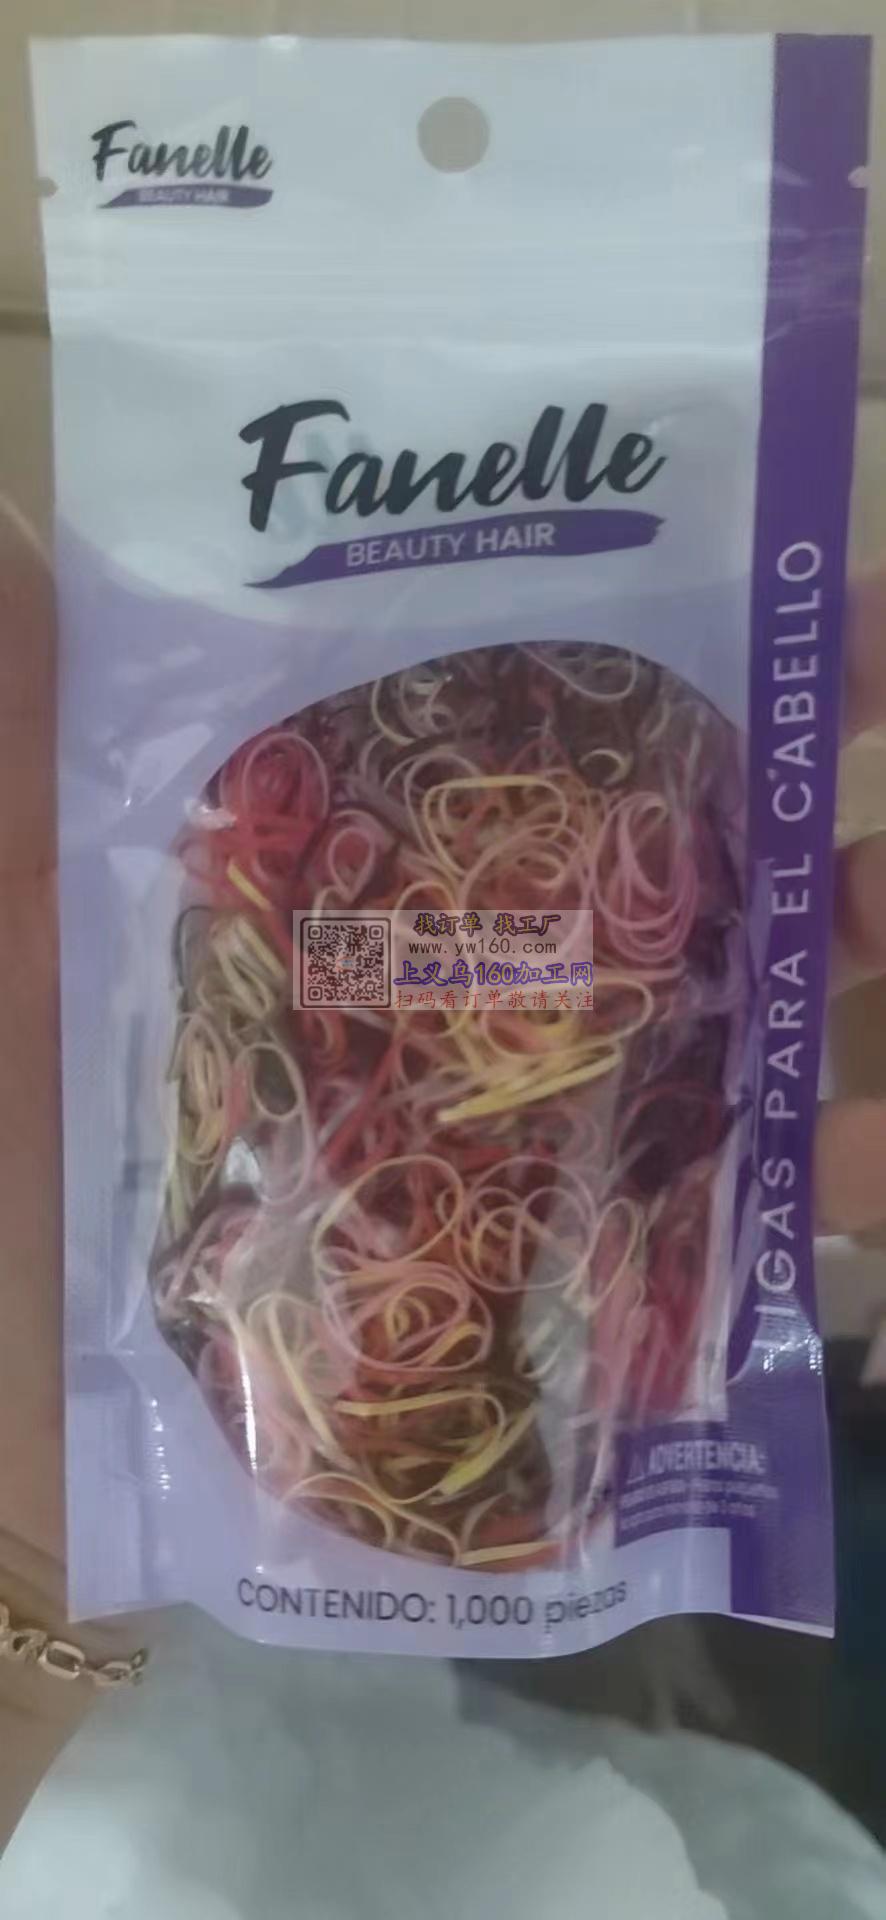 Fanelle
BEAUTY HAIR
Fanelle
BEAUTY HAIR
LIGAS PARA EL CABELLO
找订单 找工厂
www.yw160.com
上义乌160加工网
扫码看订单敬请关注
ADVERTENCIA:
CONTENIDO: 1,000 piezas